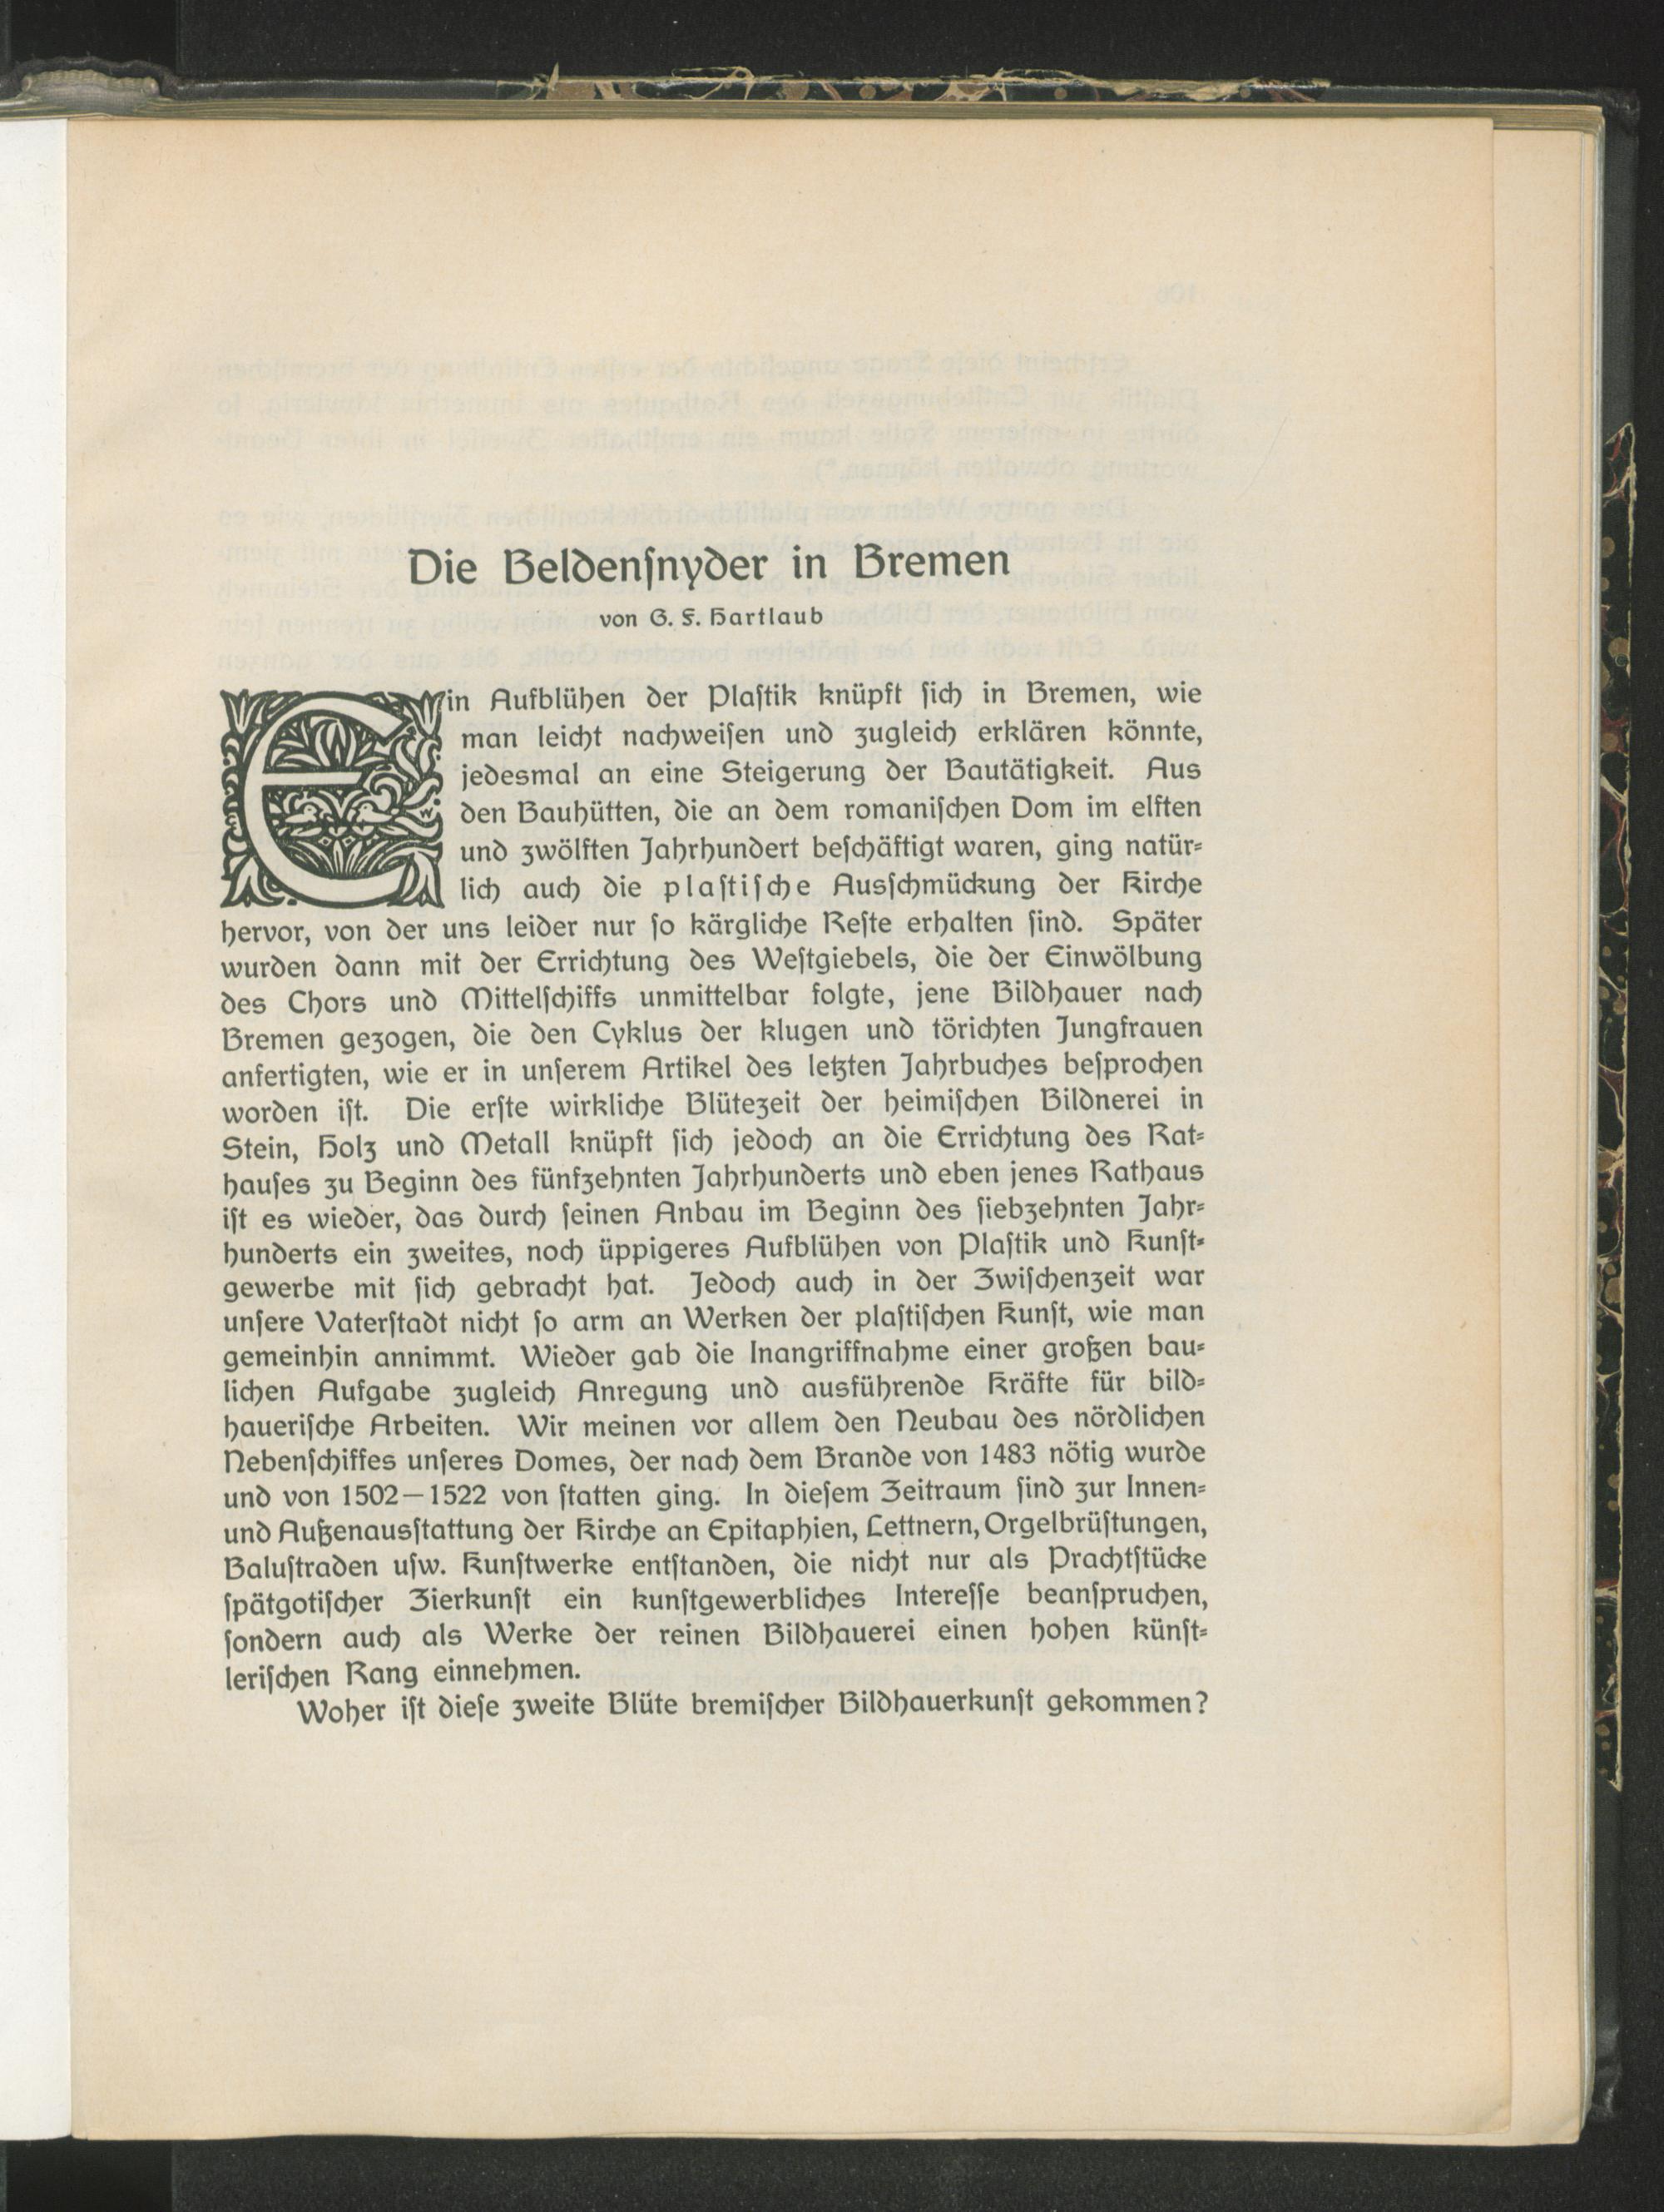 Die Beldenſnyder in Bremen
von G. F. Hartlaub
Ein Aufblühen der Plaſtik knüpft ſich in Bremen, wie
man leicht nachweiſen und zugleich erklären könnte,
jedesmal an eine Steigerung der Bautätigkeit. Aus
den Bauhütten, die an dem romaniſchen Dom im elften
und zwölften Jahrhundert beſchäftigt waren, ging natür⸗
lich auch die plaſtiſche Ausſchmückung der Kirche
hervor, von der uns leider nur ſo kärgliche Reſte erhalten ſind. Später
wurden dann mit der Errichtung des Weſtgiebels, die der Einwölbung
des Chors und Mittelſchiffs unmittelbar folgte, jene Bildhauer nach
Bremen gezogen, die den Cyklus der klugen und törichten Jungfrauen
anfertigten, wie er in unſerem Artikel des letzten Jahrbuches beſprochen
worden iſt. Die erſte wirkliche Blütezeit der heimiſchen Bildnerei in
Stein, Holz und Metall knüpft ſich jedoch an die Errichtung des Rat⸗
hauſes zu Beginn des fünfzehnten Jahrhunderts und eben jenes Rathaus
iſt es wieder, das durch ſeinen Anbau im Beginn des ſiebzehnten Jahr⸗
hunderts ein zweites, noch üppigeres Aufblühen von Plaſtik und Kunſt⸗
gewerbe mit ſich gebracht hat. Jedoch auch in der Zwiſchenzeit war
unſere Vaterſtadt nicht ſo arm an Werken der plaſtiſchen Kunſt, wie man
gemeinhin annimmt. Wieder gab die Inangriffnahme einer großen bau⸗
lichen Aufgabe zugleich Anregung und ausführende Kräfte für bild⸗
haueriſche Arbeiten. Wir meinen vor allem den Neubau des nördlichen
Nebenſchiffes unſeres Domes, der nach dem Brande von 1483 nötig wurde
und von 1502—1522 von ſtatten ging. In dieſem Zeitraum ſind zur Innen⸗
und Außenausſtattung der Kirche an Epitaphien, Lettnern, Orgelbrüſtungen,
Baluſtraden uſw. Kunſtwerke entſtanden, die nicht nur als Prachtſtücke
ſpätgotiſcher Zierkunſt ein kunſtgewerbliches Intereſſe beanſpruchen,
ſondern auch als Werke der reinen Bildhauerei einen hohen künſt⸗
leriſchen Rang einnehmen.
Woher iſt dieſe zweite Blüte bremiſcher Bildhauerkunſt gekommen?